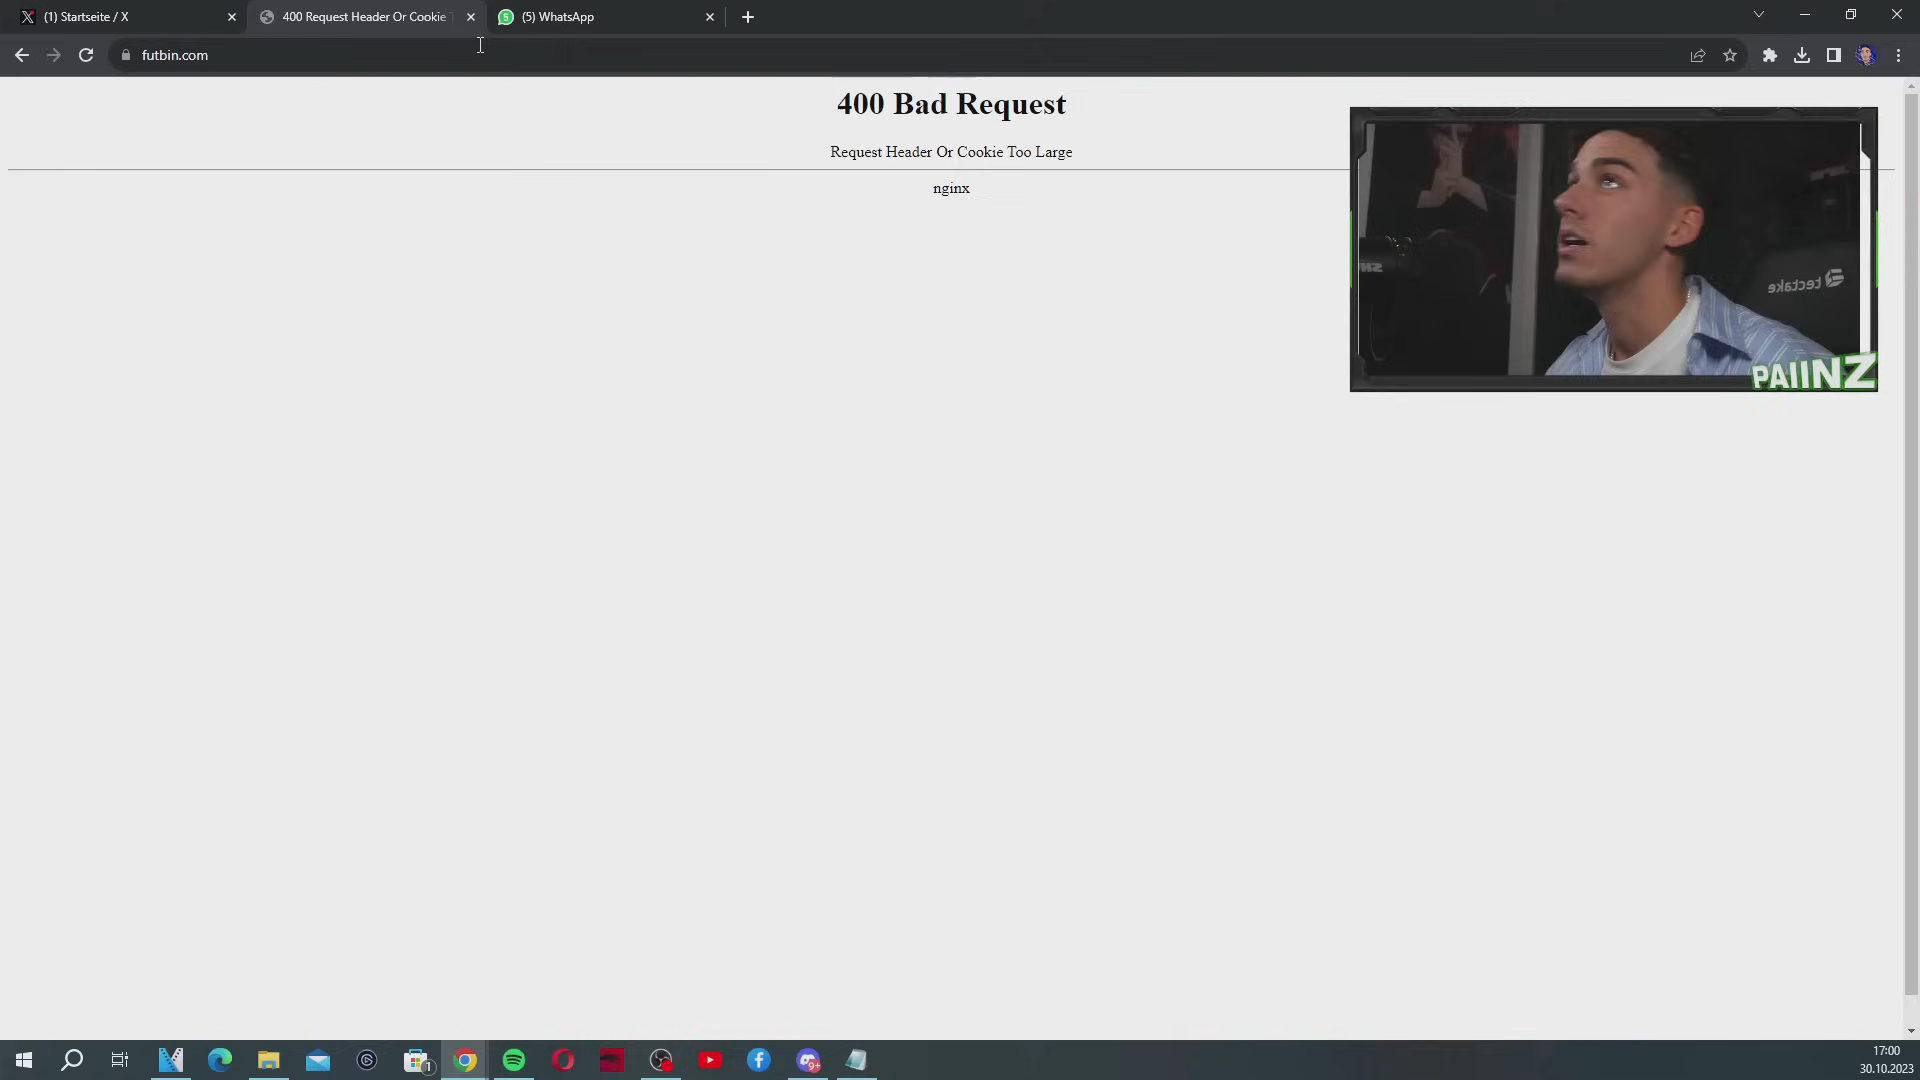 (1) Startseite / X
400 Request Header Or Cookie T
(5) WhatsApp
futbin.com
400 Bad Request
Request Header Or Cookie Too Large
nginx
tectake
PAIINZ
17:00
30.10.2023